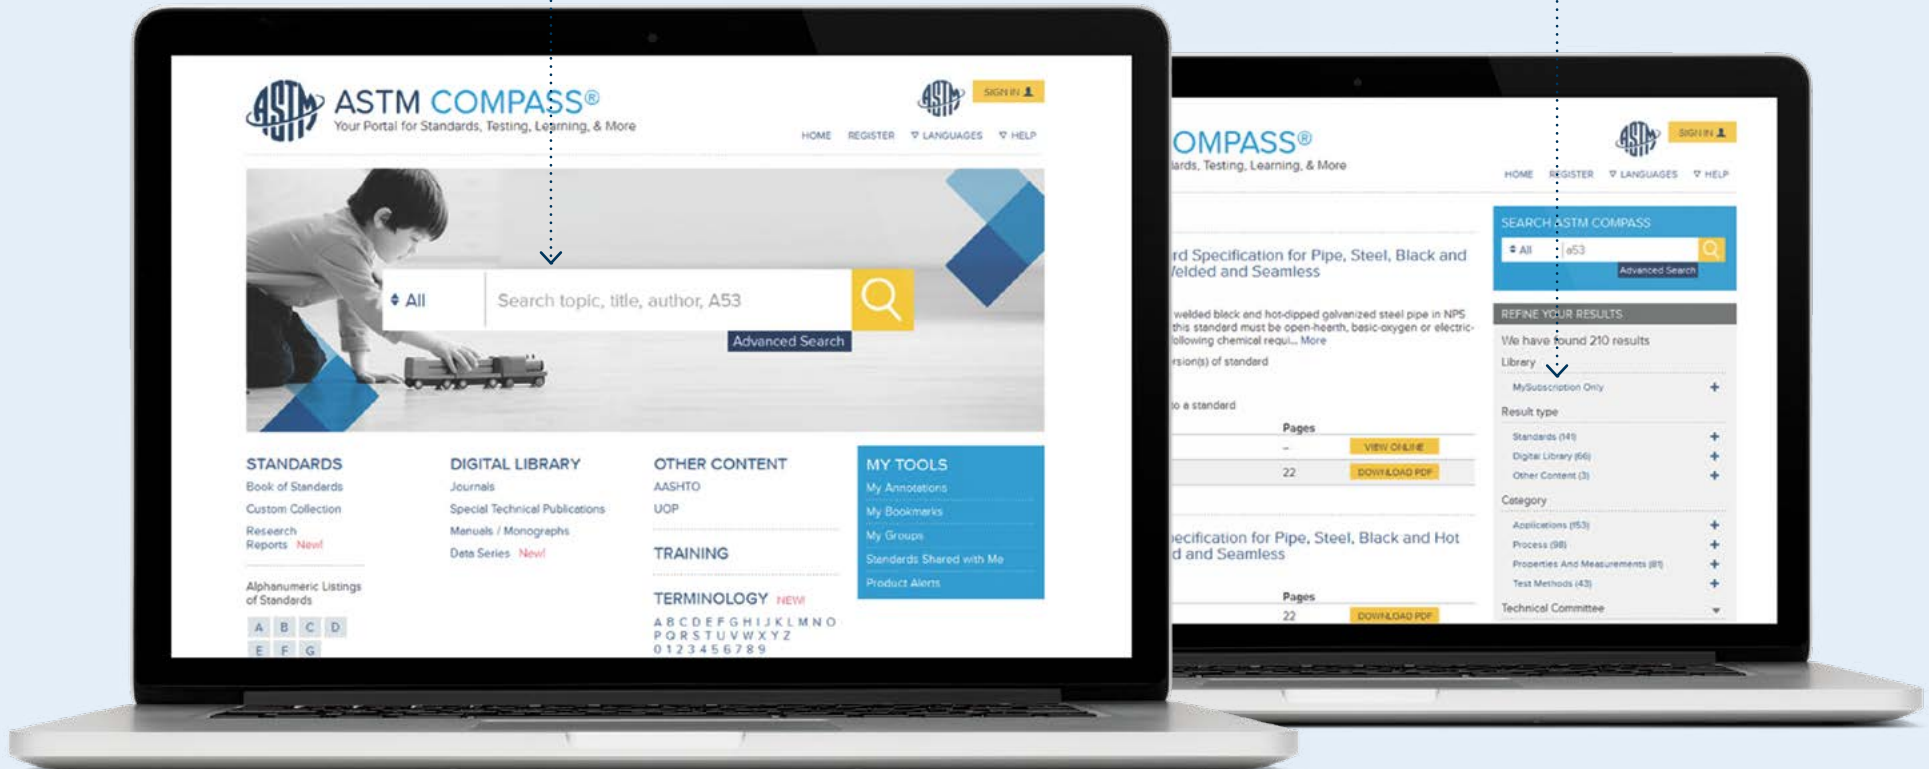 ASTM
ASTM COMPASS®
Your Portal for Standards, Testing, Learning, & More
ASTM
SIGN IN
HOME REGISTER ▽ LANGUAGES ▽ HELP
All
Search topic, title, author, A53
Advanced Search
STANDARDS
Book of Standards
Custom Collection
Research
Reports New!
Alphanumeric Listings
of Standards
A B C D
E F G
DIGITAL LIBRARY
Journals
Special Technical Publications
Manuals / Monographs
Data Series New!
OTHER CONTENT
AASHTO
UOP
TRAINING
TERMINOLOGY NEW!
A B C D E F G H I J K L M N O
P Q R S T U V W X Y Z
0 1 2 3 4 5 6 7 8 9
MY TOOLS
My Annotations
My Bookmarks
My Groups
Standards Shared with Me
Product Alerts
OMPASS®
lards, Testing, Learning, & More
ASTM
SIGN IN
HOME REGISTER ▽ LANGUAGES ▽ HELP
rd Specification for Pipe, Steel, Black and
Welded and Seamless
welded black and hot-dipped galvanized steel pipe in NPS
this standard must be open-hearth, basic-oxygen or electric-
following chemical requi... More
rsion(s) of standard
to a standard
Pages
– VIEW ONLINE
22 DOWNLOAD PDF
pecification for Pipe, Steel, Black and Hot
d and Seamless
Pages
22 DOWNLOAD PDF
SEARCH ASTM COMPASS
All a53
Advanced Search
REFINE YOUR RESULTS
We have found 210 results
Library
MySubscription Only +
Result type
Standards (141) +
Digital Library (66) +
Other Content (3) +
Category
Applications (153) +
Process (98) +
Properties And Measurements (81) +
Test Methods (43) +
Technical Committee